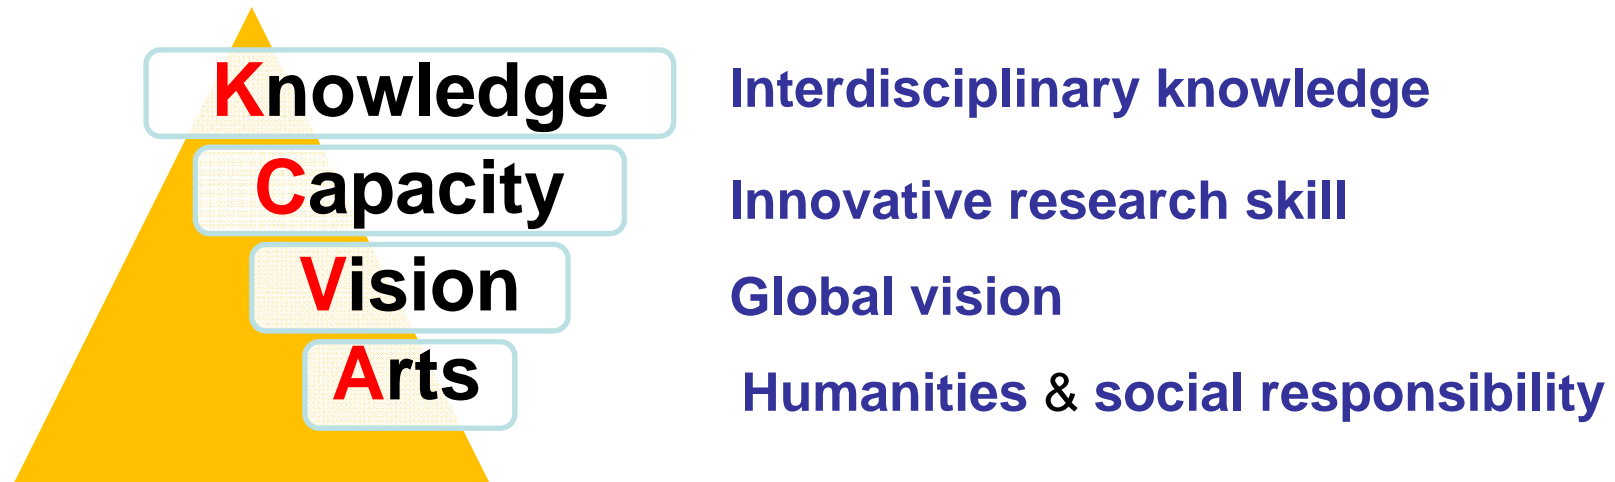 Knowledge Interdisciplinary knowledge
Capacity Innovative research skill
Vision Global vision
Arts Humanities & social responsibility